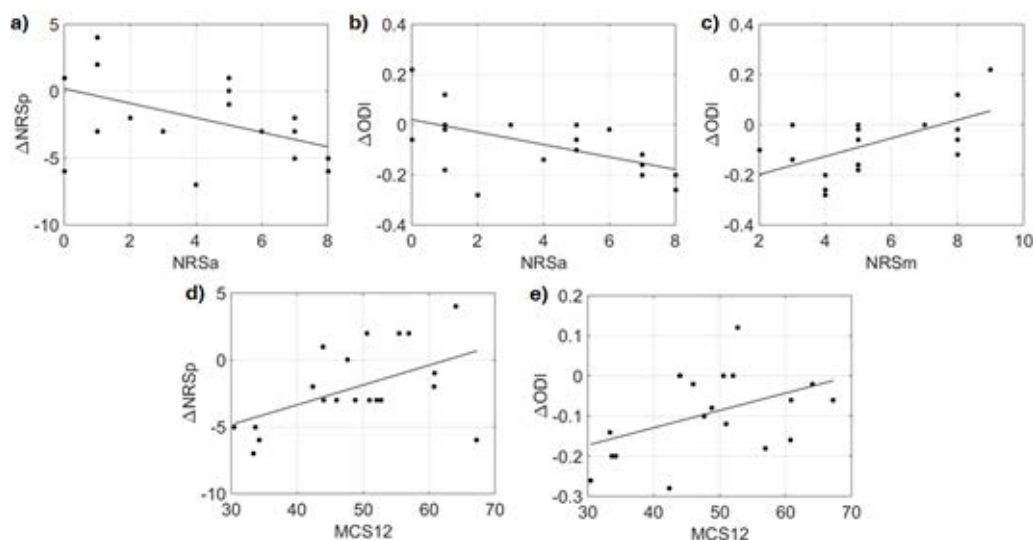 a)
5
0
-5
-10
ΔNRSp
0 2 4 6 8
NRSa
b)
0.4
0.2
0
-0.2
-0.4
ΔODI
0 2 4 6 8
NRSa
c)
0.4
0.2
0
-0.2
-0.4
ΔODI
2 4 6 8 10
NRSm
d)
5
0
-5
-10
ΔNRSp
30 40 50 60 70
MCS12
e)
0.2
0.1
0
-0.1
-0.2
-0.3
ΔODI
30 40 50 60 70
MCS12